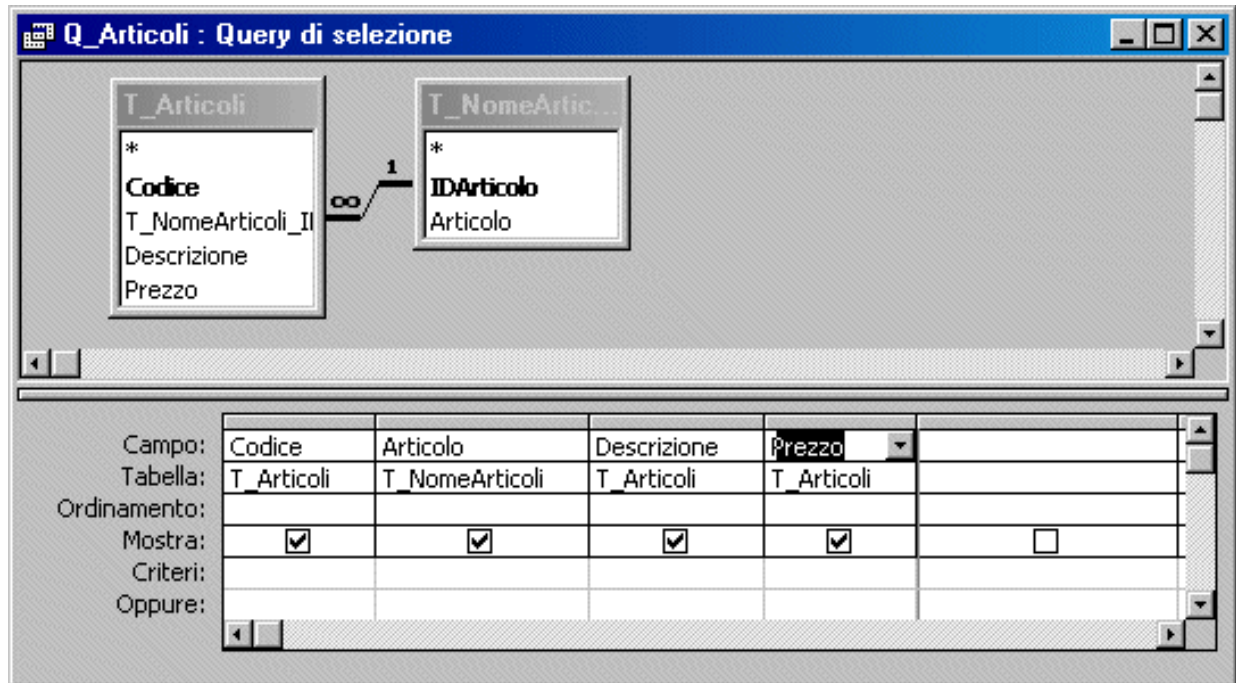 Q_Articoli : Query di selezione
T_Articoli
*
Codice
T_NomeArticoli_II
Descrizione
Prezzo
∞
1
T_NomeArtic...
*
IDArticolo
Articolo
Campo: Codice Articolo Descrizione Prezzo
Tabella: T_Articoli T_NomeArticoli T_Articoli T_Articoli
Ordinamento:
Mostra:
Criteri:
Oppure: